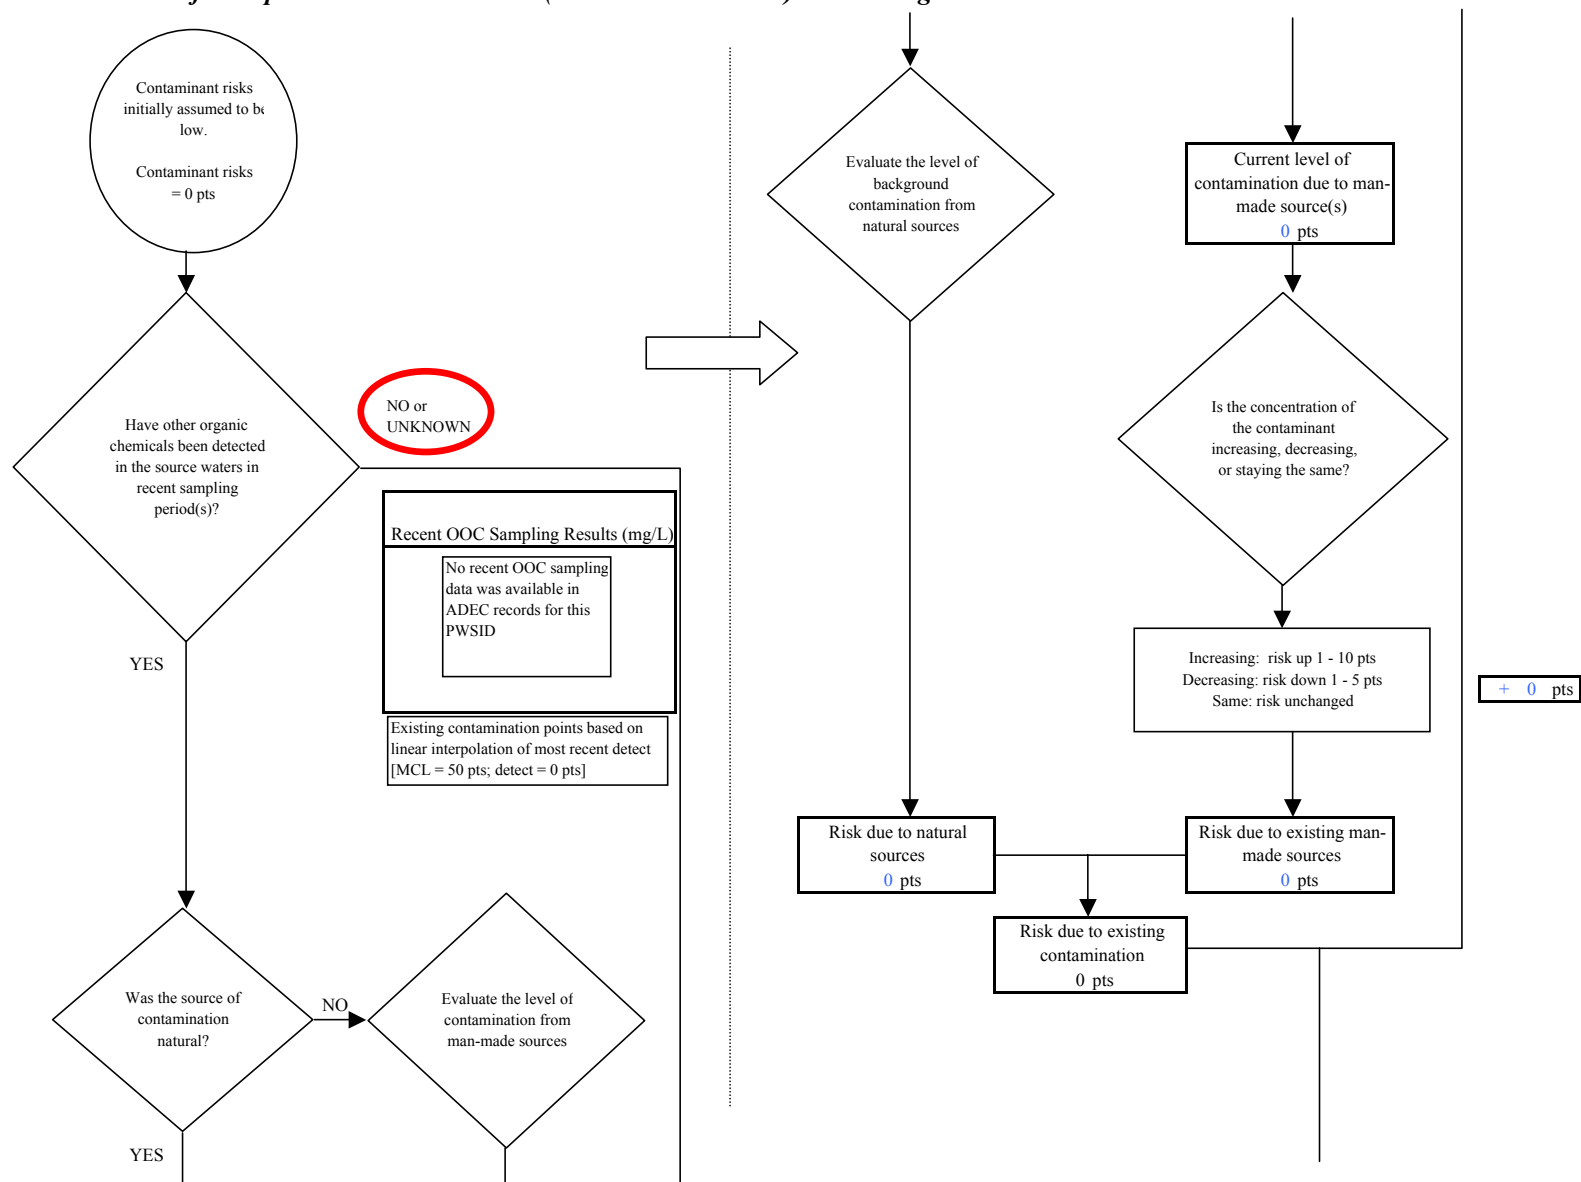 Contaminant risks
initially assumed to be
low.
Contaminant risks
= 0 pts
Have other organic
chemicals been detected
in the source waters in
recent sampling
period(s)?
NO or
UNKNOWN
Recent OOC Sampling Results (mg/L)
No recent OOC sampling
data was available in
ADEC records for this
PWSID
Existing contamination points based on
linear interpolation of most recent detect
[MCL = 50 pts; detect = 0 pts]
YES
Was the source of
contamination
natural?
NO
Evaluate the level of
contamination from
man-made sources
YES
Evaluate the level of
background
contamination from
natural sources
Current level of
contamination due to man-
made source(s)
0 pts
Is the concentration of
the contaminant
increasing, decreasing,
or staying the same?
Increasing: risk up 1 - 10 pts
Decreasing: risk down 1 - 5 pts
Same: risk unchanged
+ 0 pts
Risk due to natural
sources
0 pts
Risk due to existing man-
made sources
0 pts
Risk due to existing
contamination
0 pts